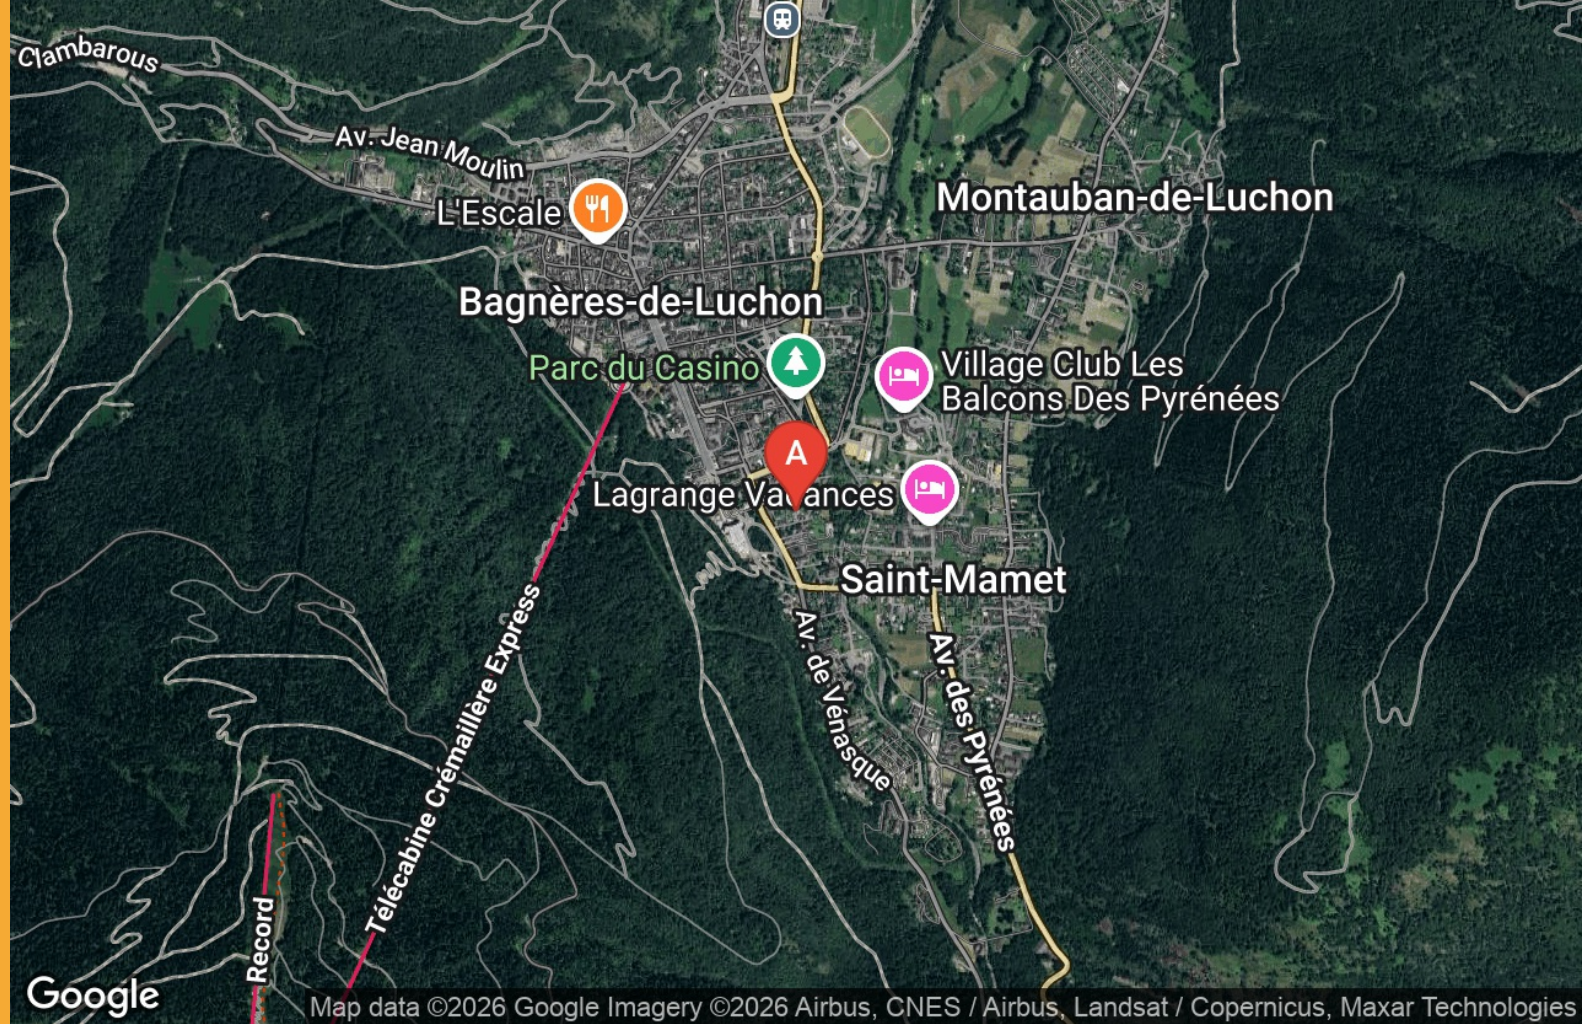 Clambarous
Av. Jean Moulin
L'Escale
Montauban-de-Luchon
Bagnères-de-Luchon
Parc du Casino
Village Club Les
Balcons Des Pyrénées
A
Lagrange Vacances
Saint-Mamet
Av. de Vénasque
Av. des Pyrénées
Télécabine Crémaillère Express
Record
Google
Map data ©2026 Google Imagery ©2026 Airbus, CNES / Airbus, Landsat / Copernicus, Maxar Technologies